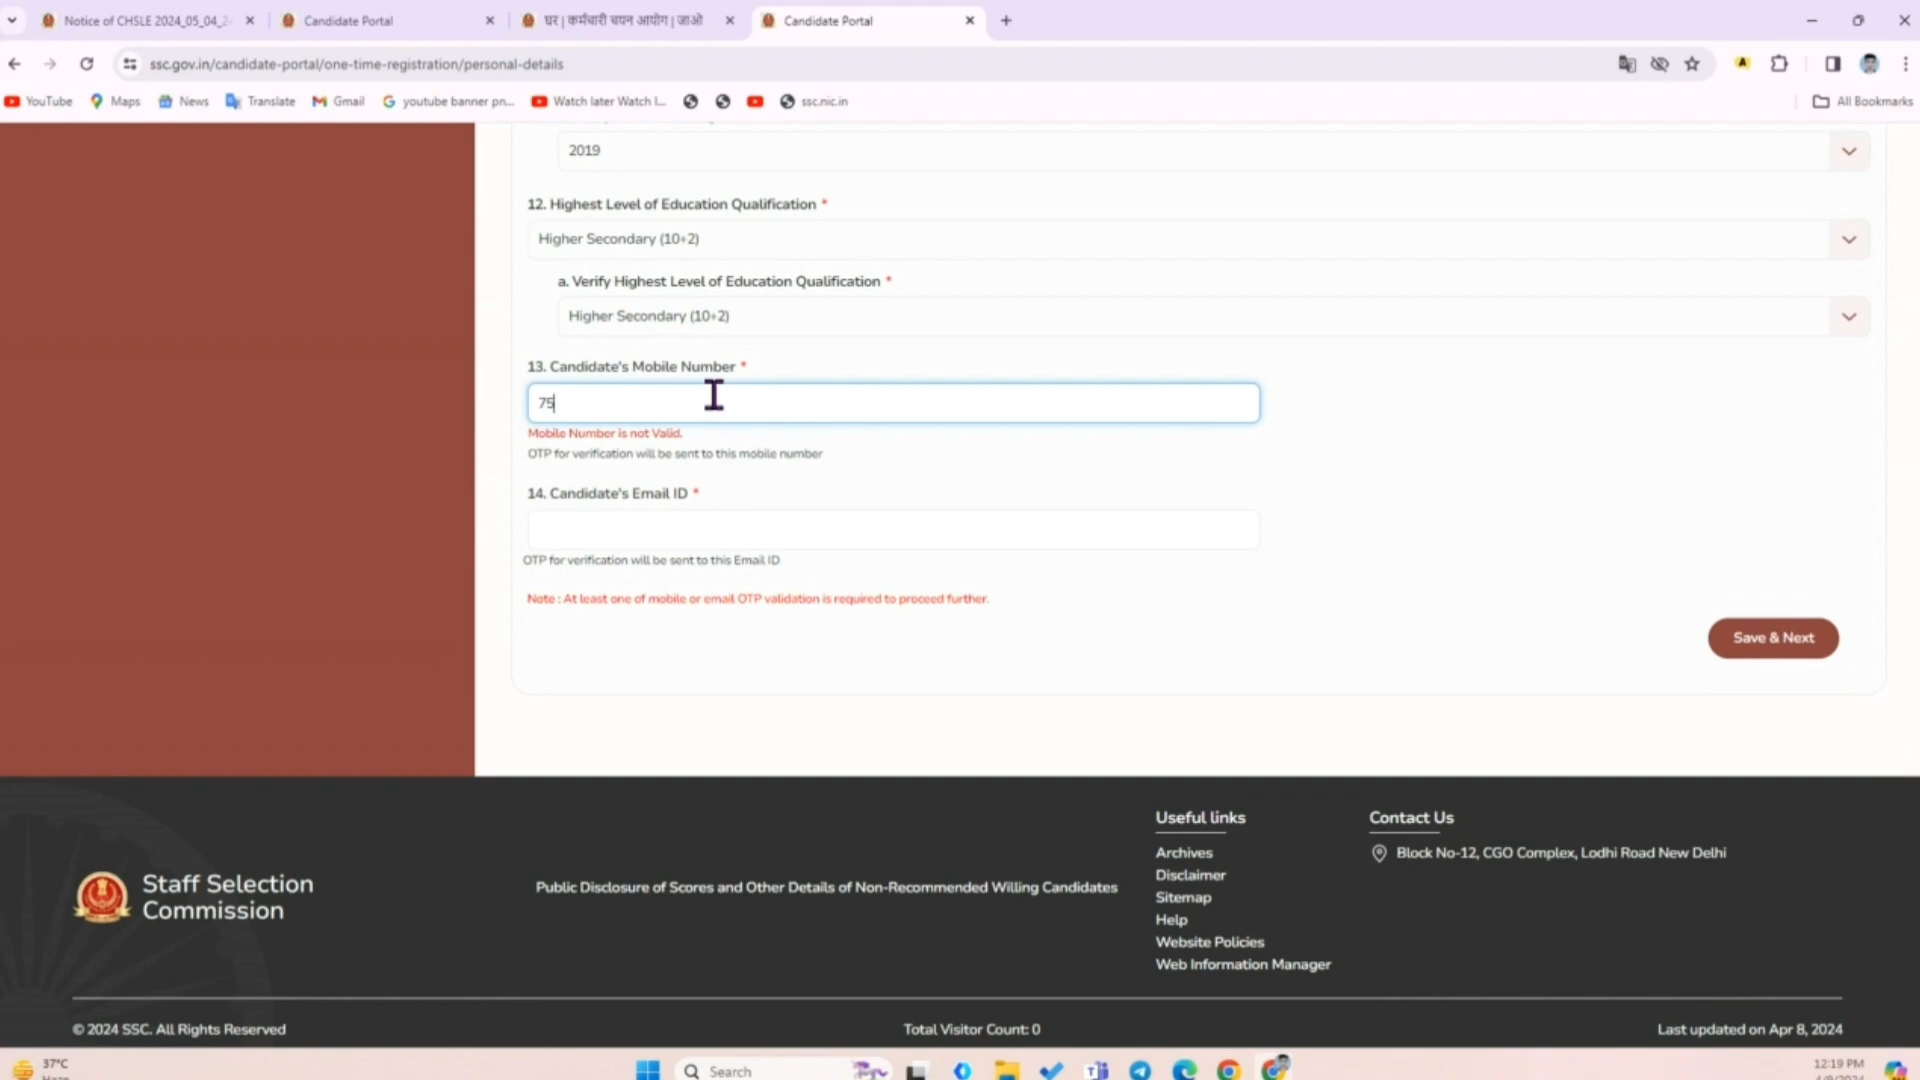 Notice of CHSLE 2024_05_04_2
Candidate Portal
घर | कर्मचारी चयन आयोग | जाओ
Candidate Portal
ssc.gov.in/candidate-portal/one-time-registration/personal-details
YouTube
Maps
News
Translate
Gmail
youtube banner pn...
Watch later Watch l...
ssc.nic.in
All Bookmarks
2019
12. Highest Level of Education Qualification *
Higher Secondary (10+2)
a. Verify Highest Level of Education Qualification *
Higher Secondary (10+2)
13. Candidate's Mobile Number *
75
Mobile Number is not Valid.
OTP for verification will be sent to this mobile number
14. Candidate's Email ID *
OTP for verification will be sent to this Email ID
Note : At least one of mobile or email OTP validation is required to proceed further.
Save & Next
Useful links
Contact Us
Archives
Block No-12, CGO Complex, Lodhi Road New Delhi
Disclaimer
Staff Selection
Commission
Public Disclosure of Scores and Other Details of Non-Recommended Willing Candidates
Sitemap
Help
Website Policies
Web Information Manager
© 2024 SSC. All Rights Reserved
Total Visitor Count: 0
Last updated on Apr 8, 2024
37°C
Haze
Search
12:19 PM